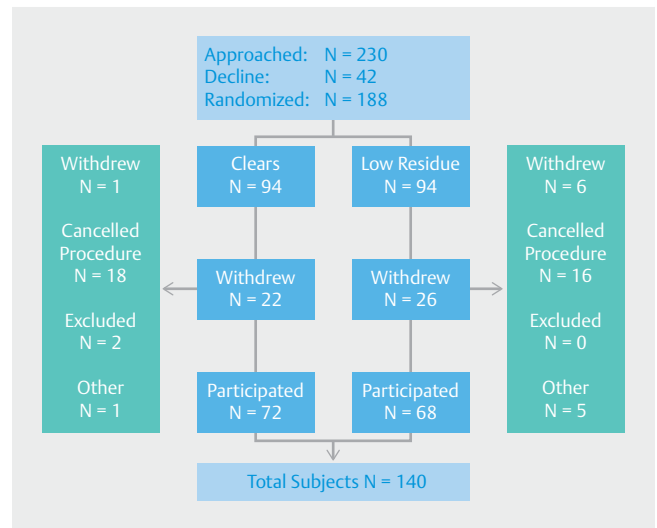 Approached: N = 230
Decline: N = 42
Randomized: N = 188
Withdrew
N = 1
Cancelled
Procedure
N = 18
Excluded
N = 2
Other
N = 1
Clears
N = 94
Withdrew
N = 22
Participated
N = 72
Low Residue
N = 94
Withdrew
N = 26
Participated
N = 68
Withdrew
N = 6
Cancelled
Procedure
N = 16
Excluded
N = 0
Other
N = 5
Total Subjects N = 140